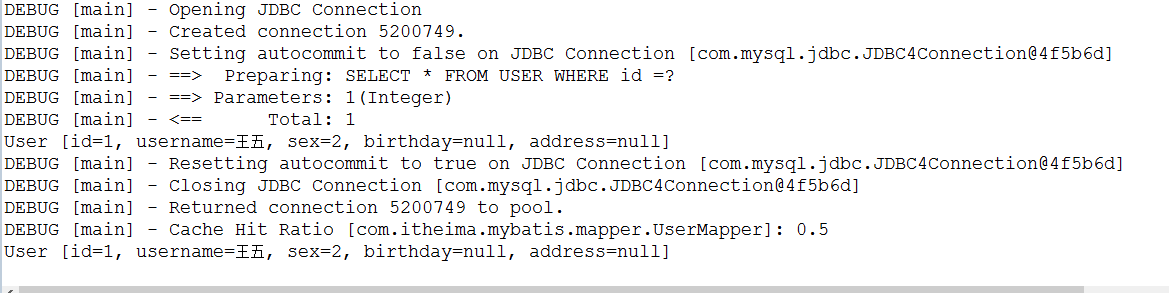 DEBUG [main] - Opening JDBC Connection
DEBUG [main] - Created connection 5200749.
DEBUG [main] - Setting autocommit to false on JDBC Connection [com.mysql.jdbc.JDBC4Connection@4f5b6d]
DEBUG [main] - ==>  Preparing: SELECT * FROM USER WHERE id =?
DEBUG [main] - ==> Parameters: 1(Integer)
DEBUG [main] - <==      Total: 1
User [id=1, username=王五, sex=2, birthday=null, address=null]
DEBUG [main] - Resetting autocommit to true on JDBC Connection [com.mysql.jdbc.JDBC4Connection@4f5b6d]
DEBUG [main] - Closing JDBC Connection [com.mysql.jdbc.JDBC4Connection@4f5b6d]
DEBUG [main] - Returned connection 5200749 to pool.
DEBUG [main] - Cache Hit Ratio [com.itheima.mybatis.mapper.UserMapper]: 0.5
User [id=1, username=王五, sex=2, birthday=null, address=null]